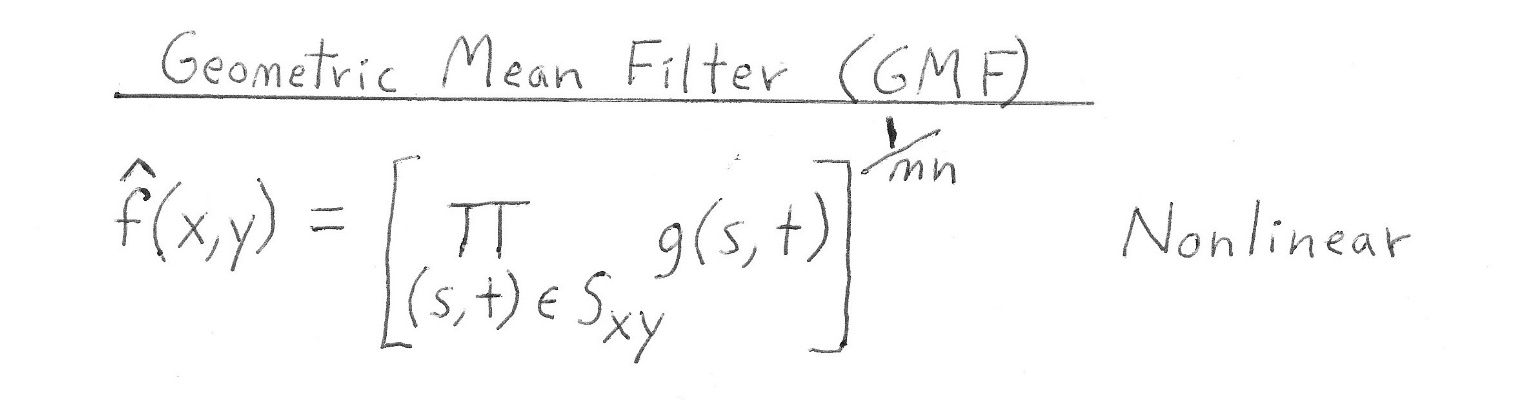 Geometric Mean Filter (GMF)
f̂(x,y) = [ ∏_{(s,t) ∈ S_{xy}} g(s,t) ]^{1/mn} Nonlinear